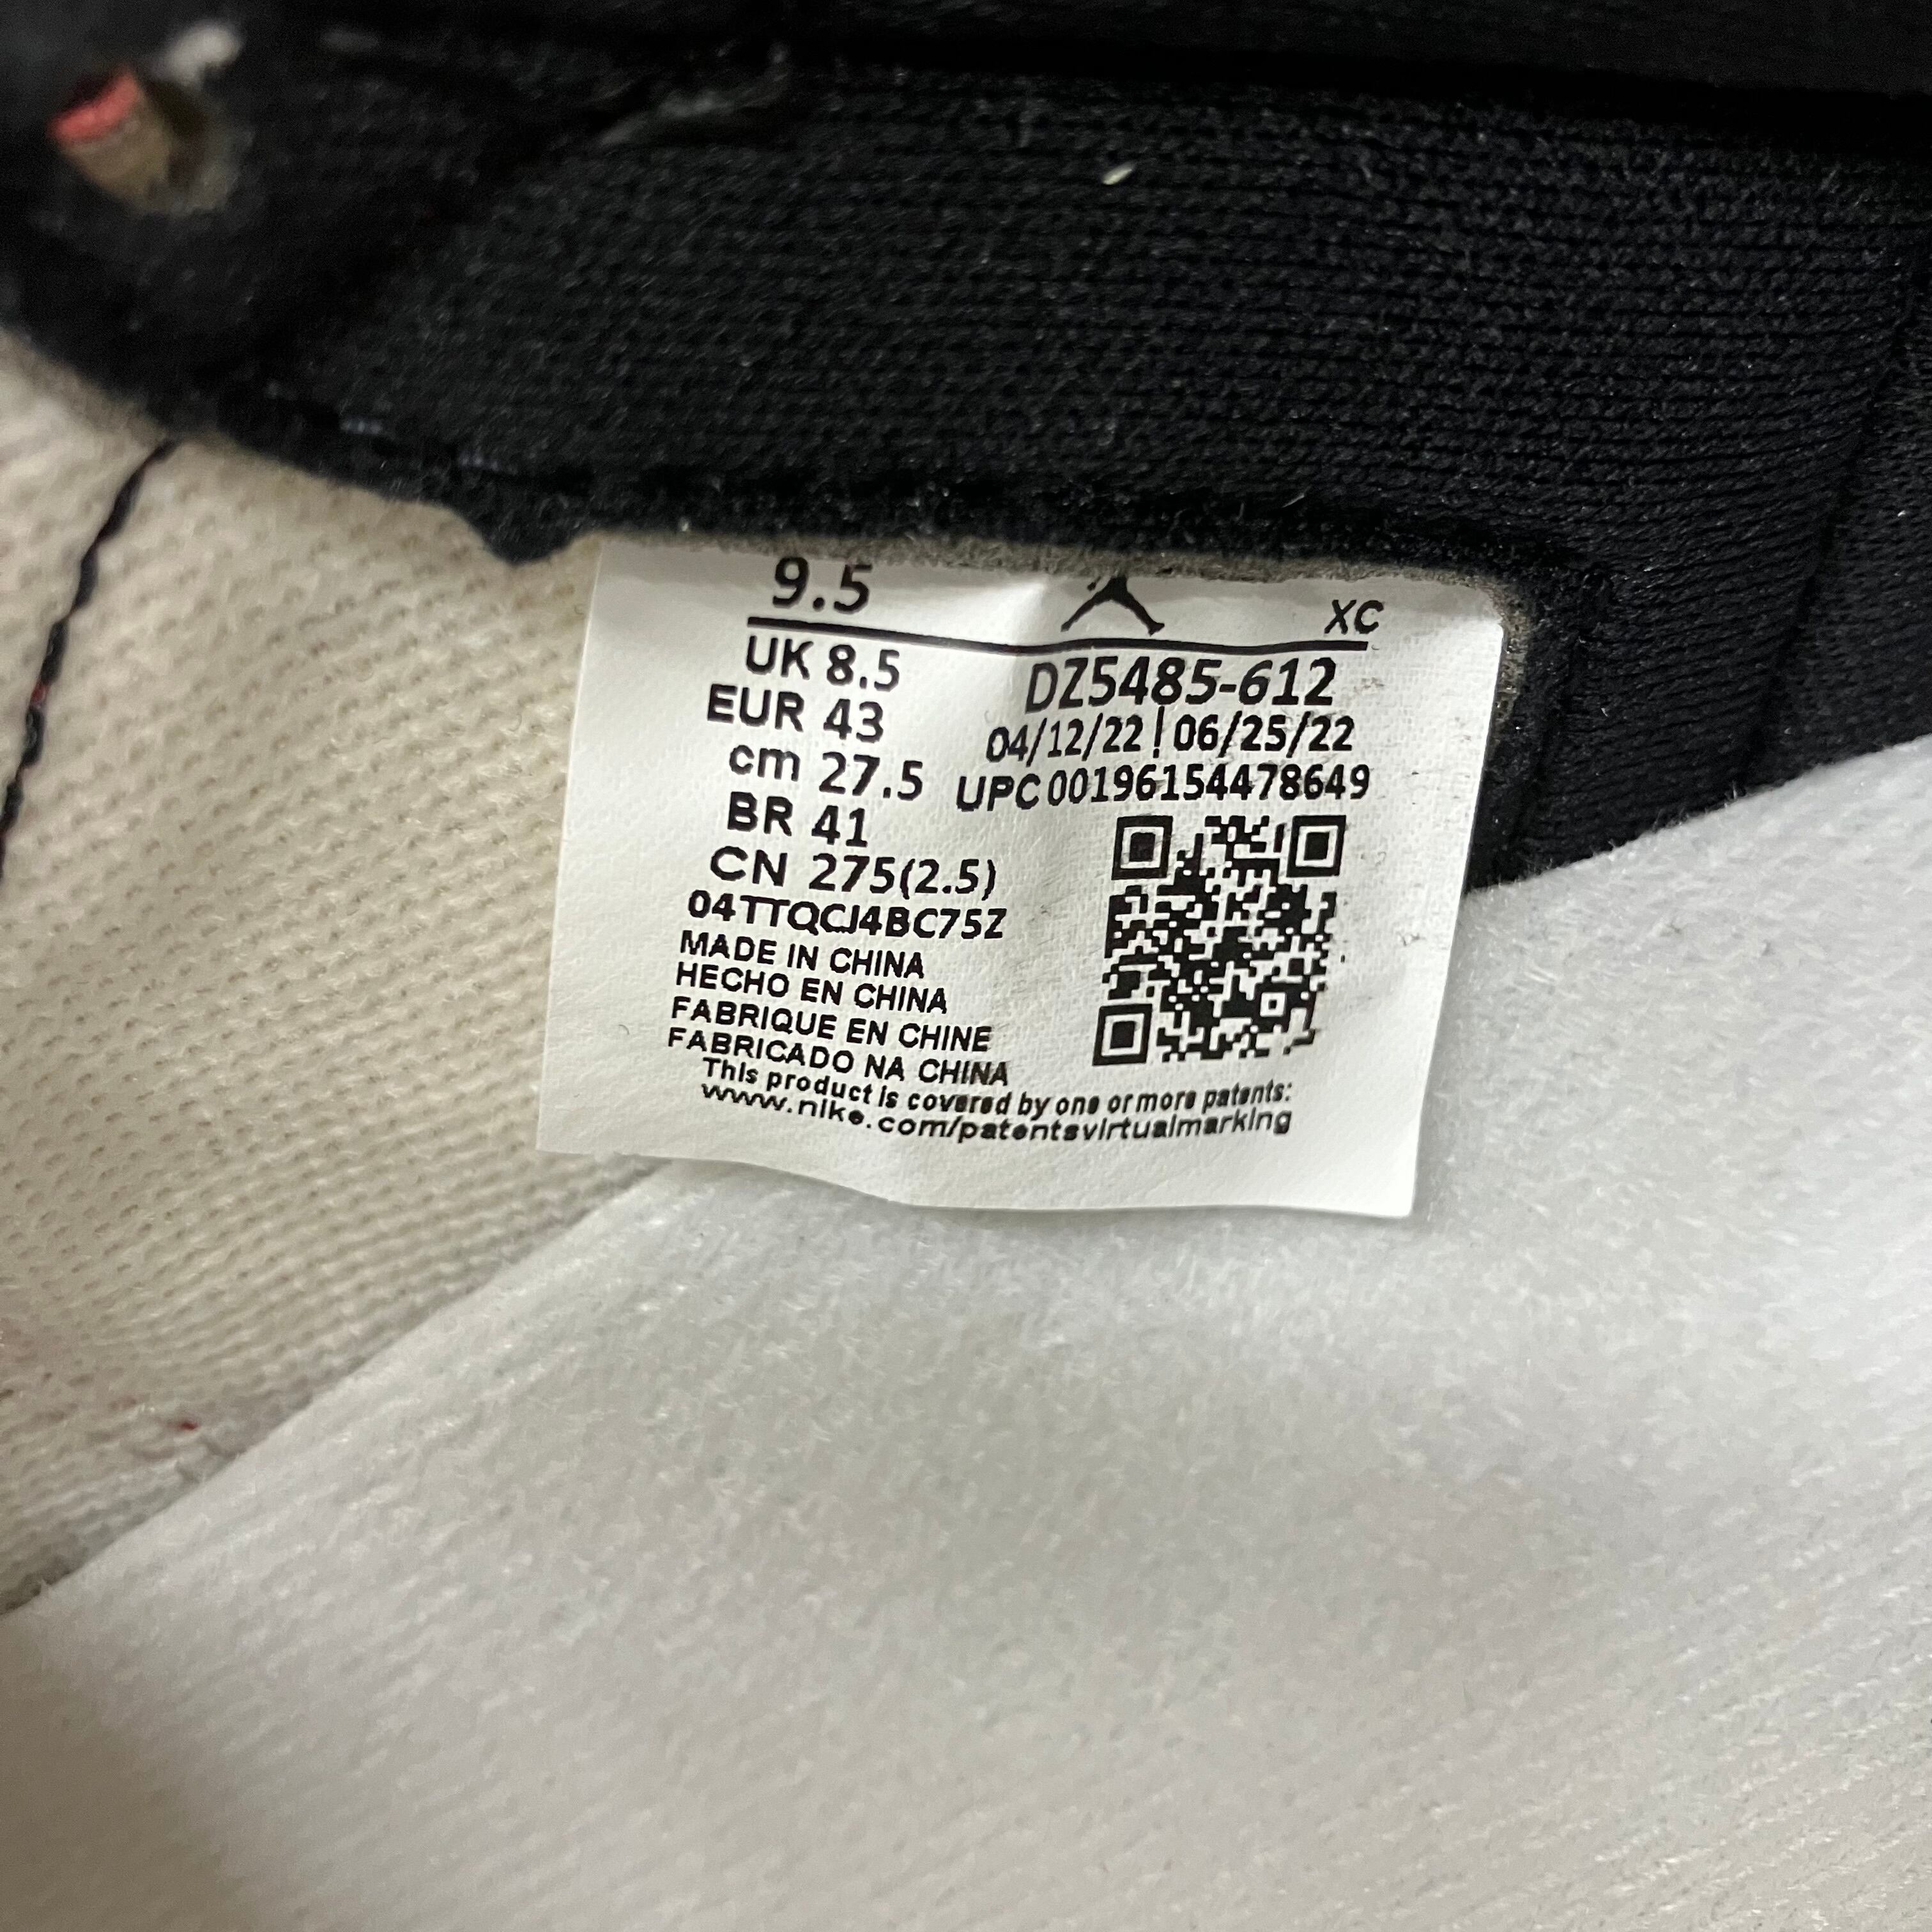 9.5
XC
UK 8.5
EUR 43
cm 27.5
BR 41
CN 275(2.5)
04TTQCJ4BC75Z
MADE IN CHINA
HECHO EN CHINA
FABRIQUE EN CHINE
FABRICADO NA CHINA
DZ5485-612
04/12/22|06/25/22
UPC00196154478649
This product is covered by one or more patents:
www.nike.com/patentsvirtualmarking